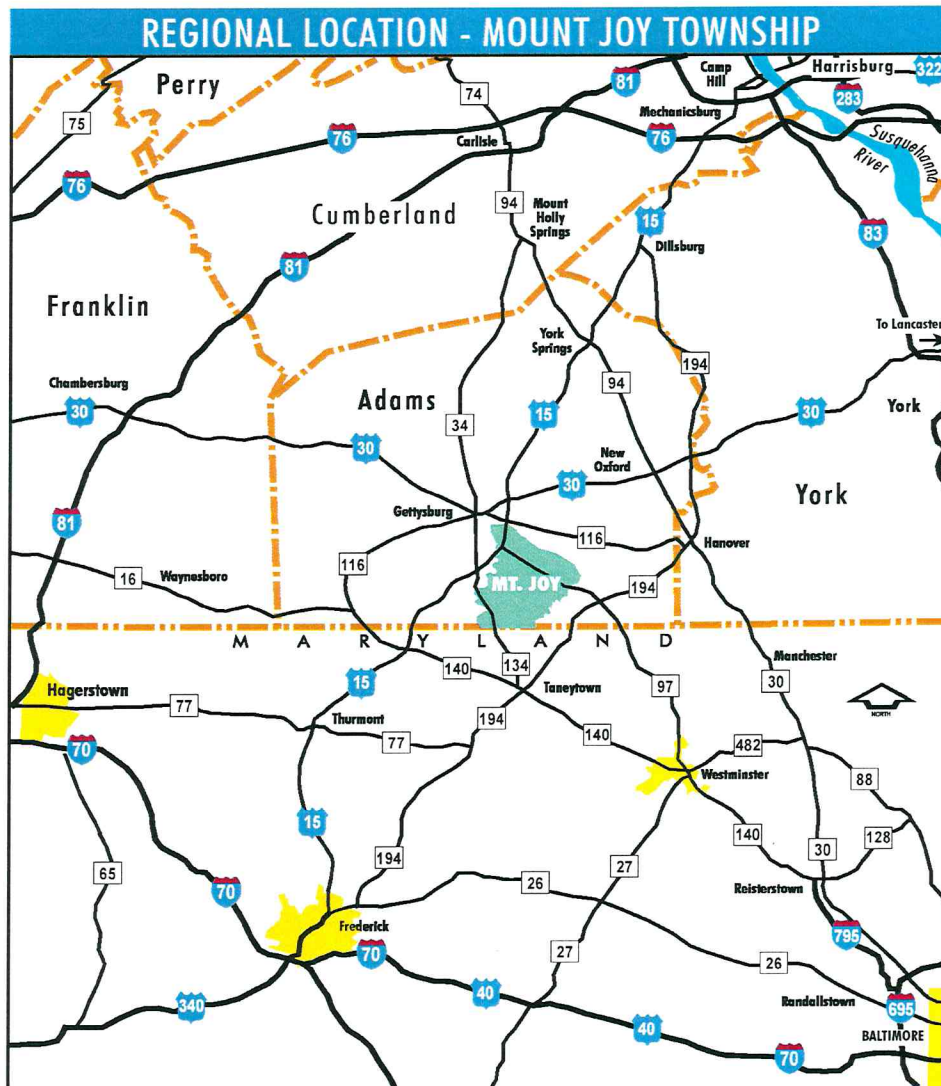 REGIONAL LOCATION - MOUNT JOY TOWNSHIP
Perry
74
81
Camp
Hill
Harrisburg
322
283
75
Mechanicsburg
76
Carlisle
76
Susquehanna
River
76
94
Mount
Holly
Springs
15
Cumberland
83
Dillsburg
81
Franklin
To Lancaster
York
Springs
194
Chambersburg
94
Adams
30
34
15
30
York
30
New
Oxford
30
York
Gettysburg
81
116
Hanover
116
MT. JOY
16
Waynesboro
194
MARYLAND
Manchester
140
134
15
97
30
Taneytown
Hagerstown
NORTH
77
Thurmont
194
77
140
482
70
Westminster
88
15
140
128
194
27
30
65
26
Reisterstown
70
Frederick
795
70
27
26
40
Randallstown
340
695
40
BALTIMORE
70